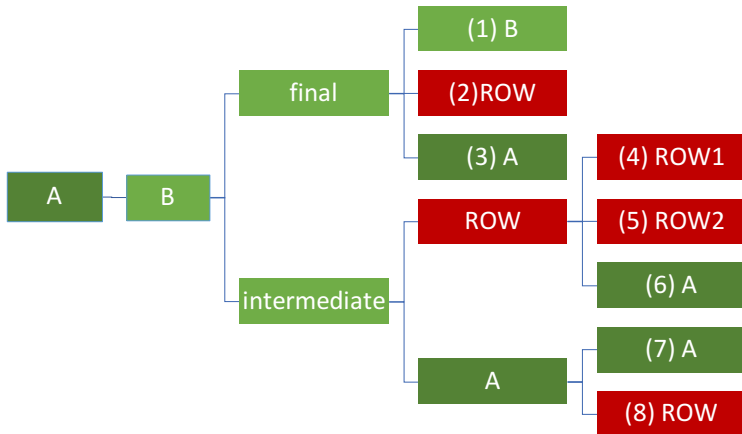 (1) B
final
(2)ROW
(3) A
(4) ROW1
A
B
ROW
(5) ROW2
(6) A
intermediate
(7) A
A
(8) ROW